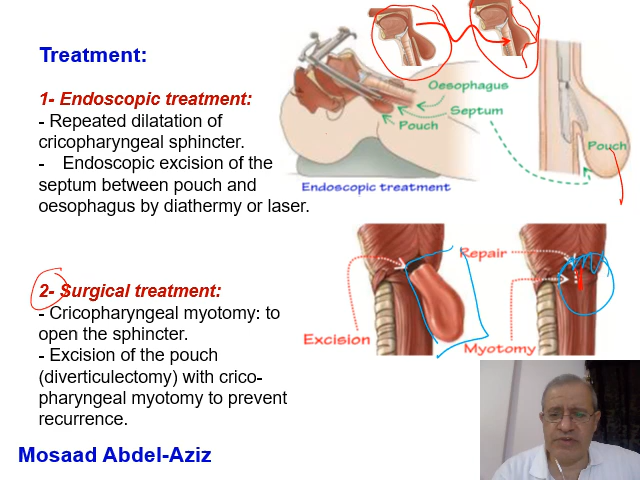 Treatment:
1- Endoscopic treatment:
- Repeated dilatation of
cricopharyngeal sphincter.
- Endoscopic excision of the
septum between pouch and
oesophagus by diathermy or laser.
Oesophagus
Septum
Pouch
Pouch
Endoscopic treatment
2- Surgical treatment:
- Cricopharyngeal myotomy: to
open the sphincter.
- Excision of the pouch
(diverticulectomy) with crico-
pharyngeal myotomy to prevent
recurrence.
Repair
Excision
Myotomy
Mosaad Abdel-Aziz